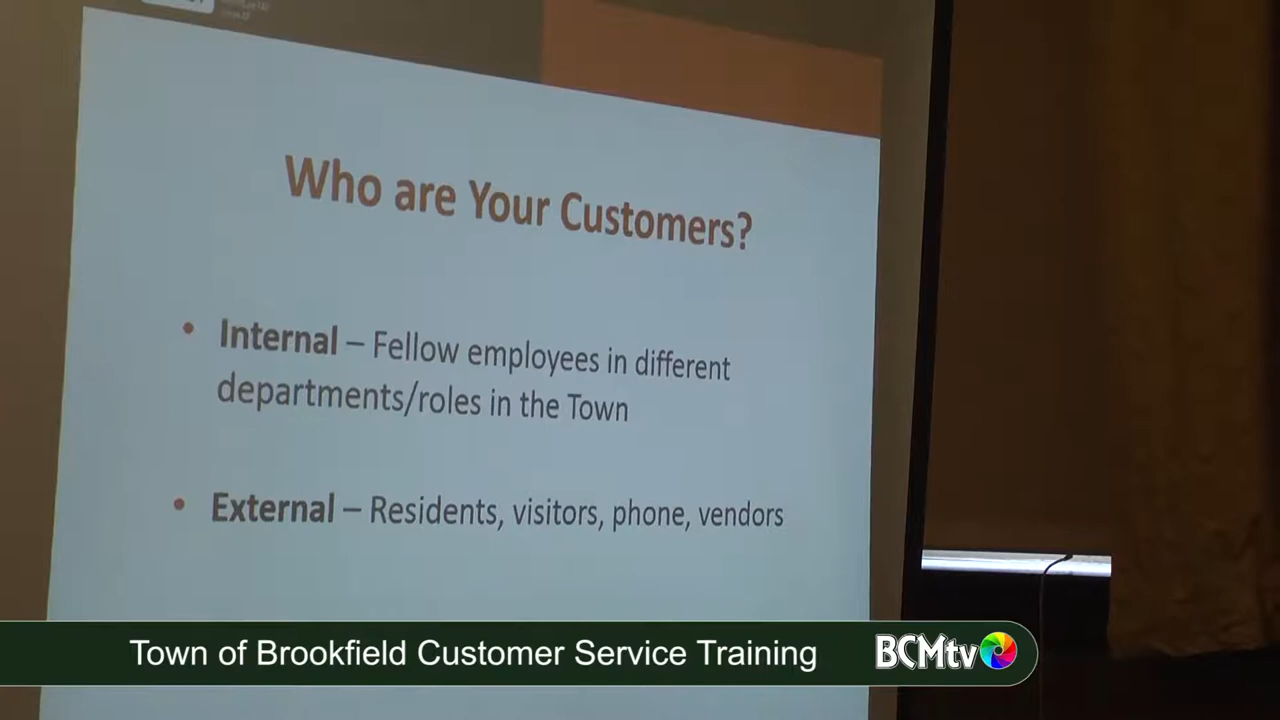 Who are Your Customers?
• Internal – Fellow employees in different
departments/roles in the Town
• External – Residents, visitors, phone, vendors
Town of Brookfield Customer Service Training
BCMtv